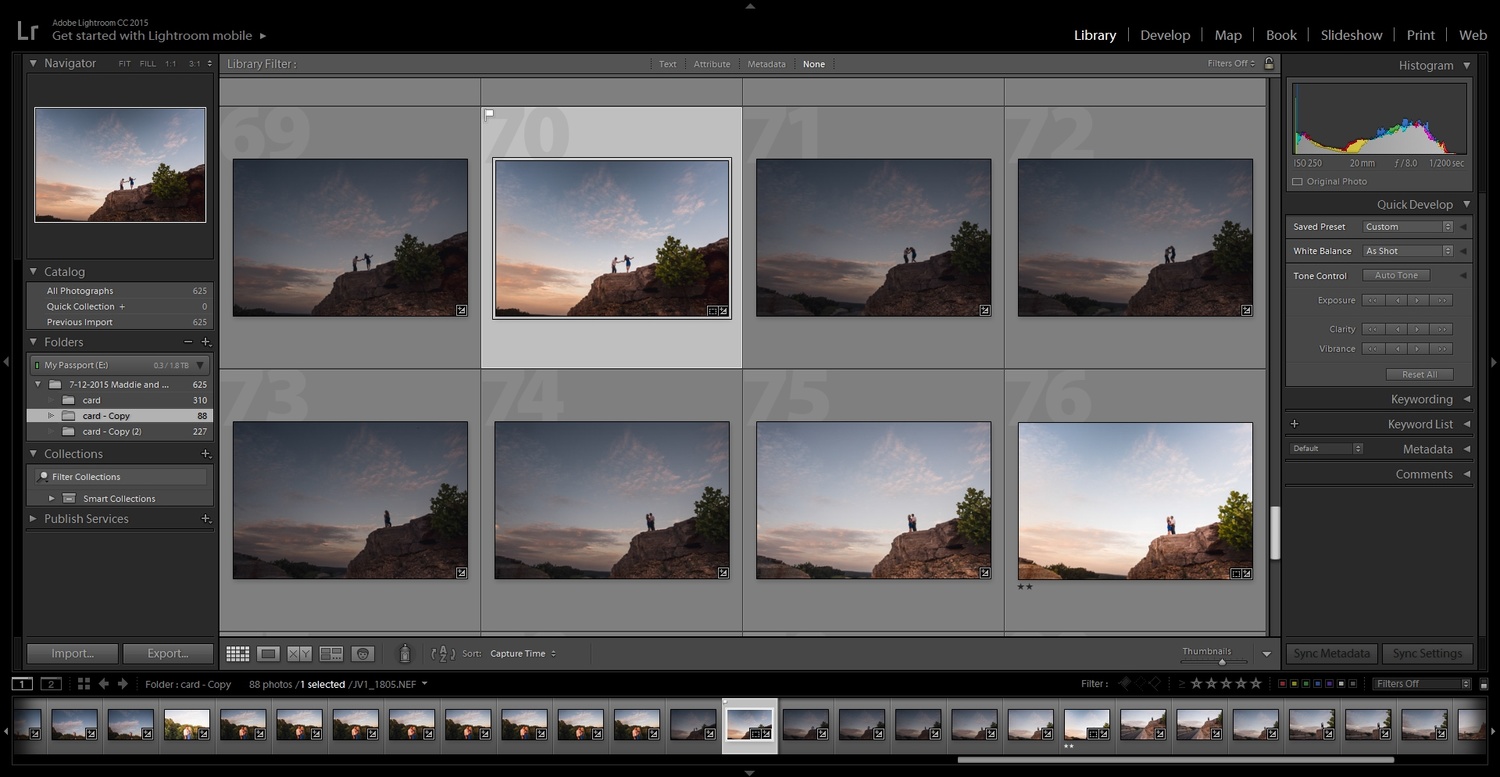 Lr
Adobe Lightroom CC 2015
Get started with Lightroom mobile
Library Develop Map Book Slideshow Print Web
Navigator FIT FILL 1:1 3:1
Catalog
All Photographs 625
Quick Collection + 0
Previous Import 625
Folders
My Passport (E:) 0.3 / 1.8 TB
7-12-2015 Maddie and ... 625
card 310
card - Copy 88
card - Copy (2) 227
Collections
Filter Collections
Smart Collections
Publish Services
Import... Export...
Library Filter : Text Attribute Metadata None Filters Off
69 70 71 72
73 74 75 76
Sort: Capture Time
Thumbnails
Histogram
ISO 250 20 mm ƒ / 8.0 1/200 sec
Original Photo
Quick Develop
Saved Preset Custom
White Balance As Shot
Tone Control Auto Tone
Exposure
Clarity
Vibrance
Reset All
Keywording
Keyword List
Default Metadata
Comments
Sync Metadata Sync Settings
1 2 Folder : card - Copy 88 photos / 1 selected / JV1_1805.NEF Filter : Filters Off